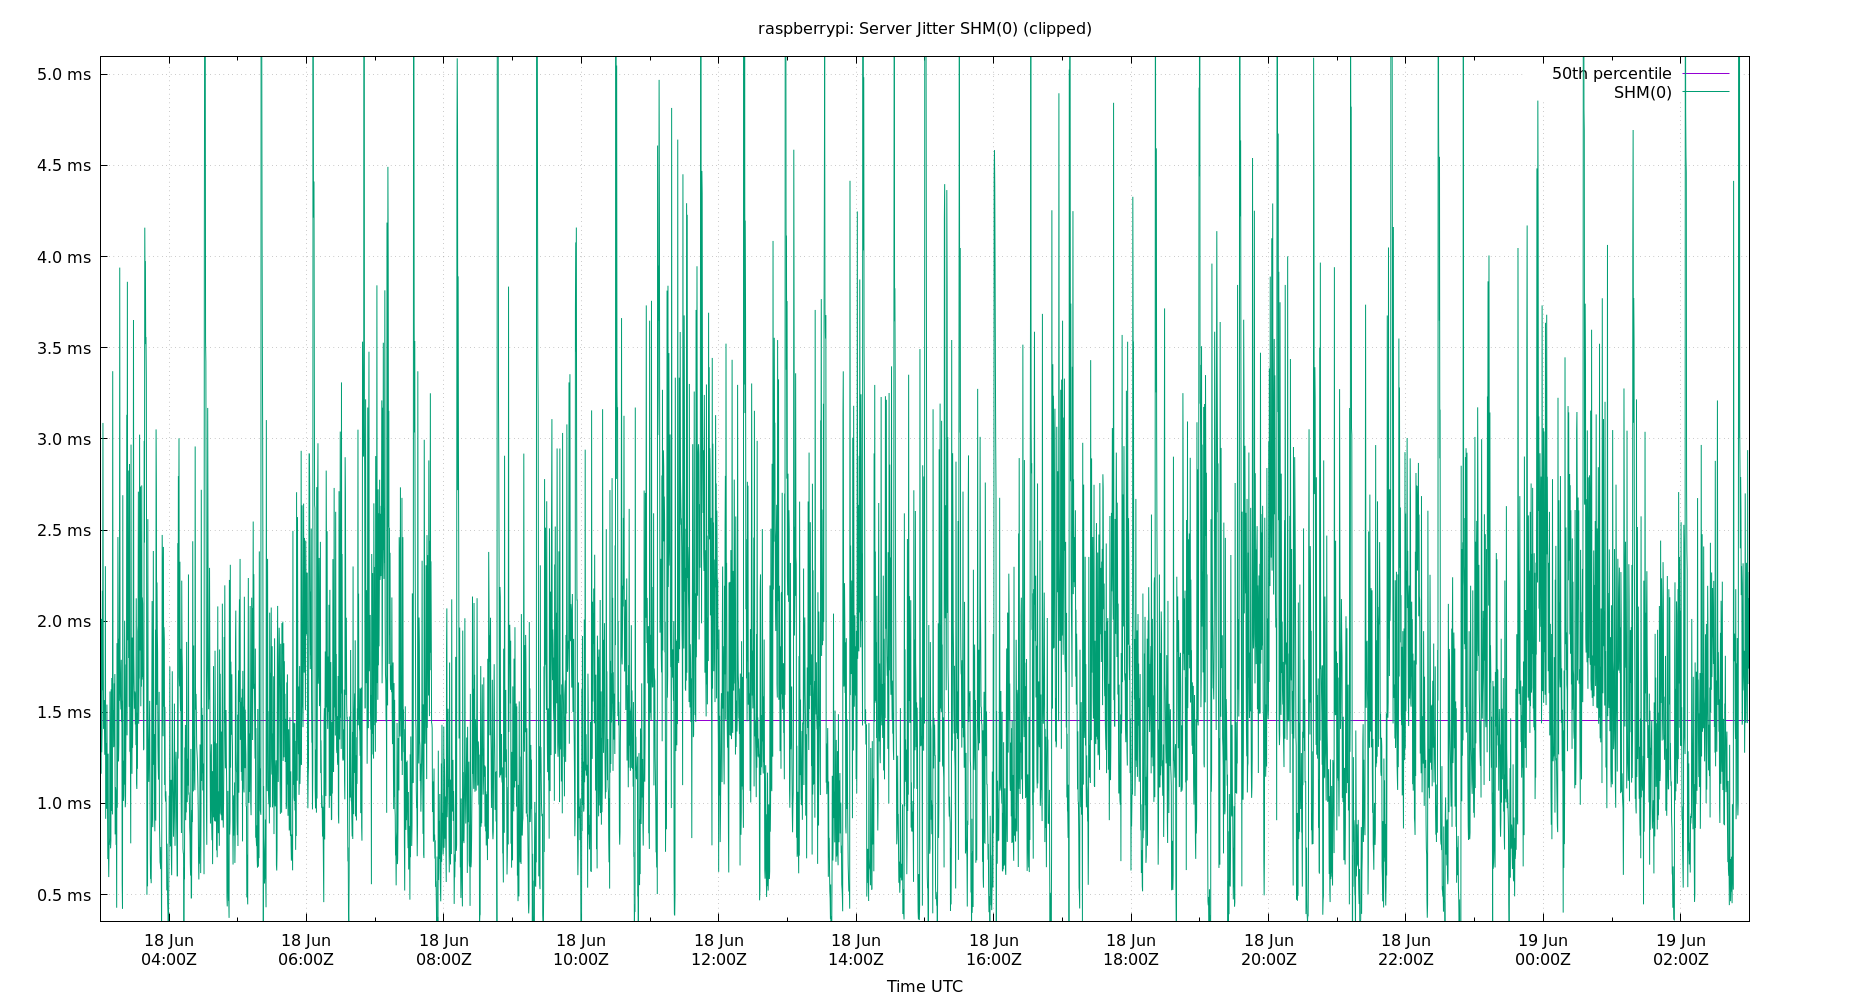 raspberrypi: Server Jitter SHM(0) (clipped)
50th percentile
SHM(0)
5.0 ms
4.5 ms
4.0 ms
3.5 ms
3.0 ms
2.5 ms
2.0 ms
1.5 ms
1.0 ms
0.5 ms
18 Jun 18 Jun 18 Jun 18 Jun 18 Jun 18 Jun 18 Jun 18 Jun 18 Jun 18 Jun 19 Jun 19 Jun
04:00Z 06:00Z 08:00Z 10:00Z 12:00Z 14:00Z 16:00Z 18:00Z 20:00Z 22:00Z 00:00Z 02:00Z
Time UTC